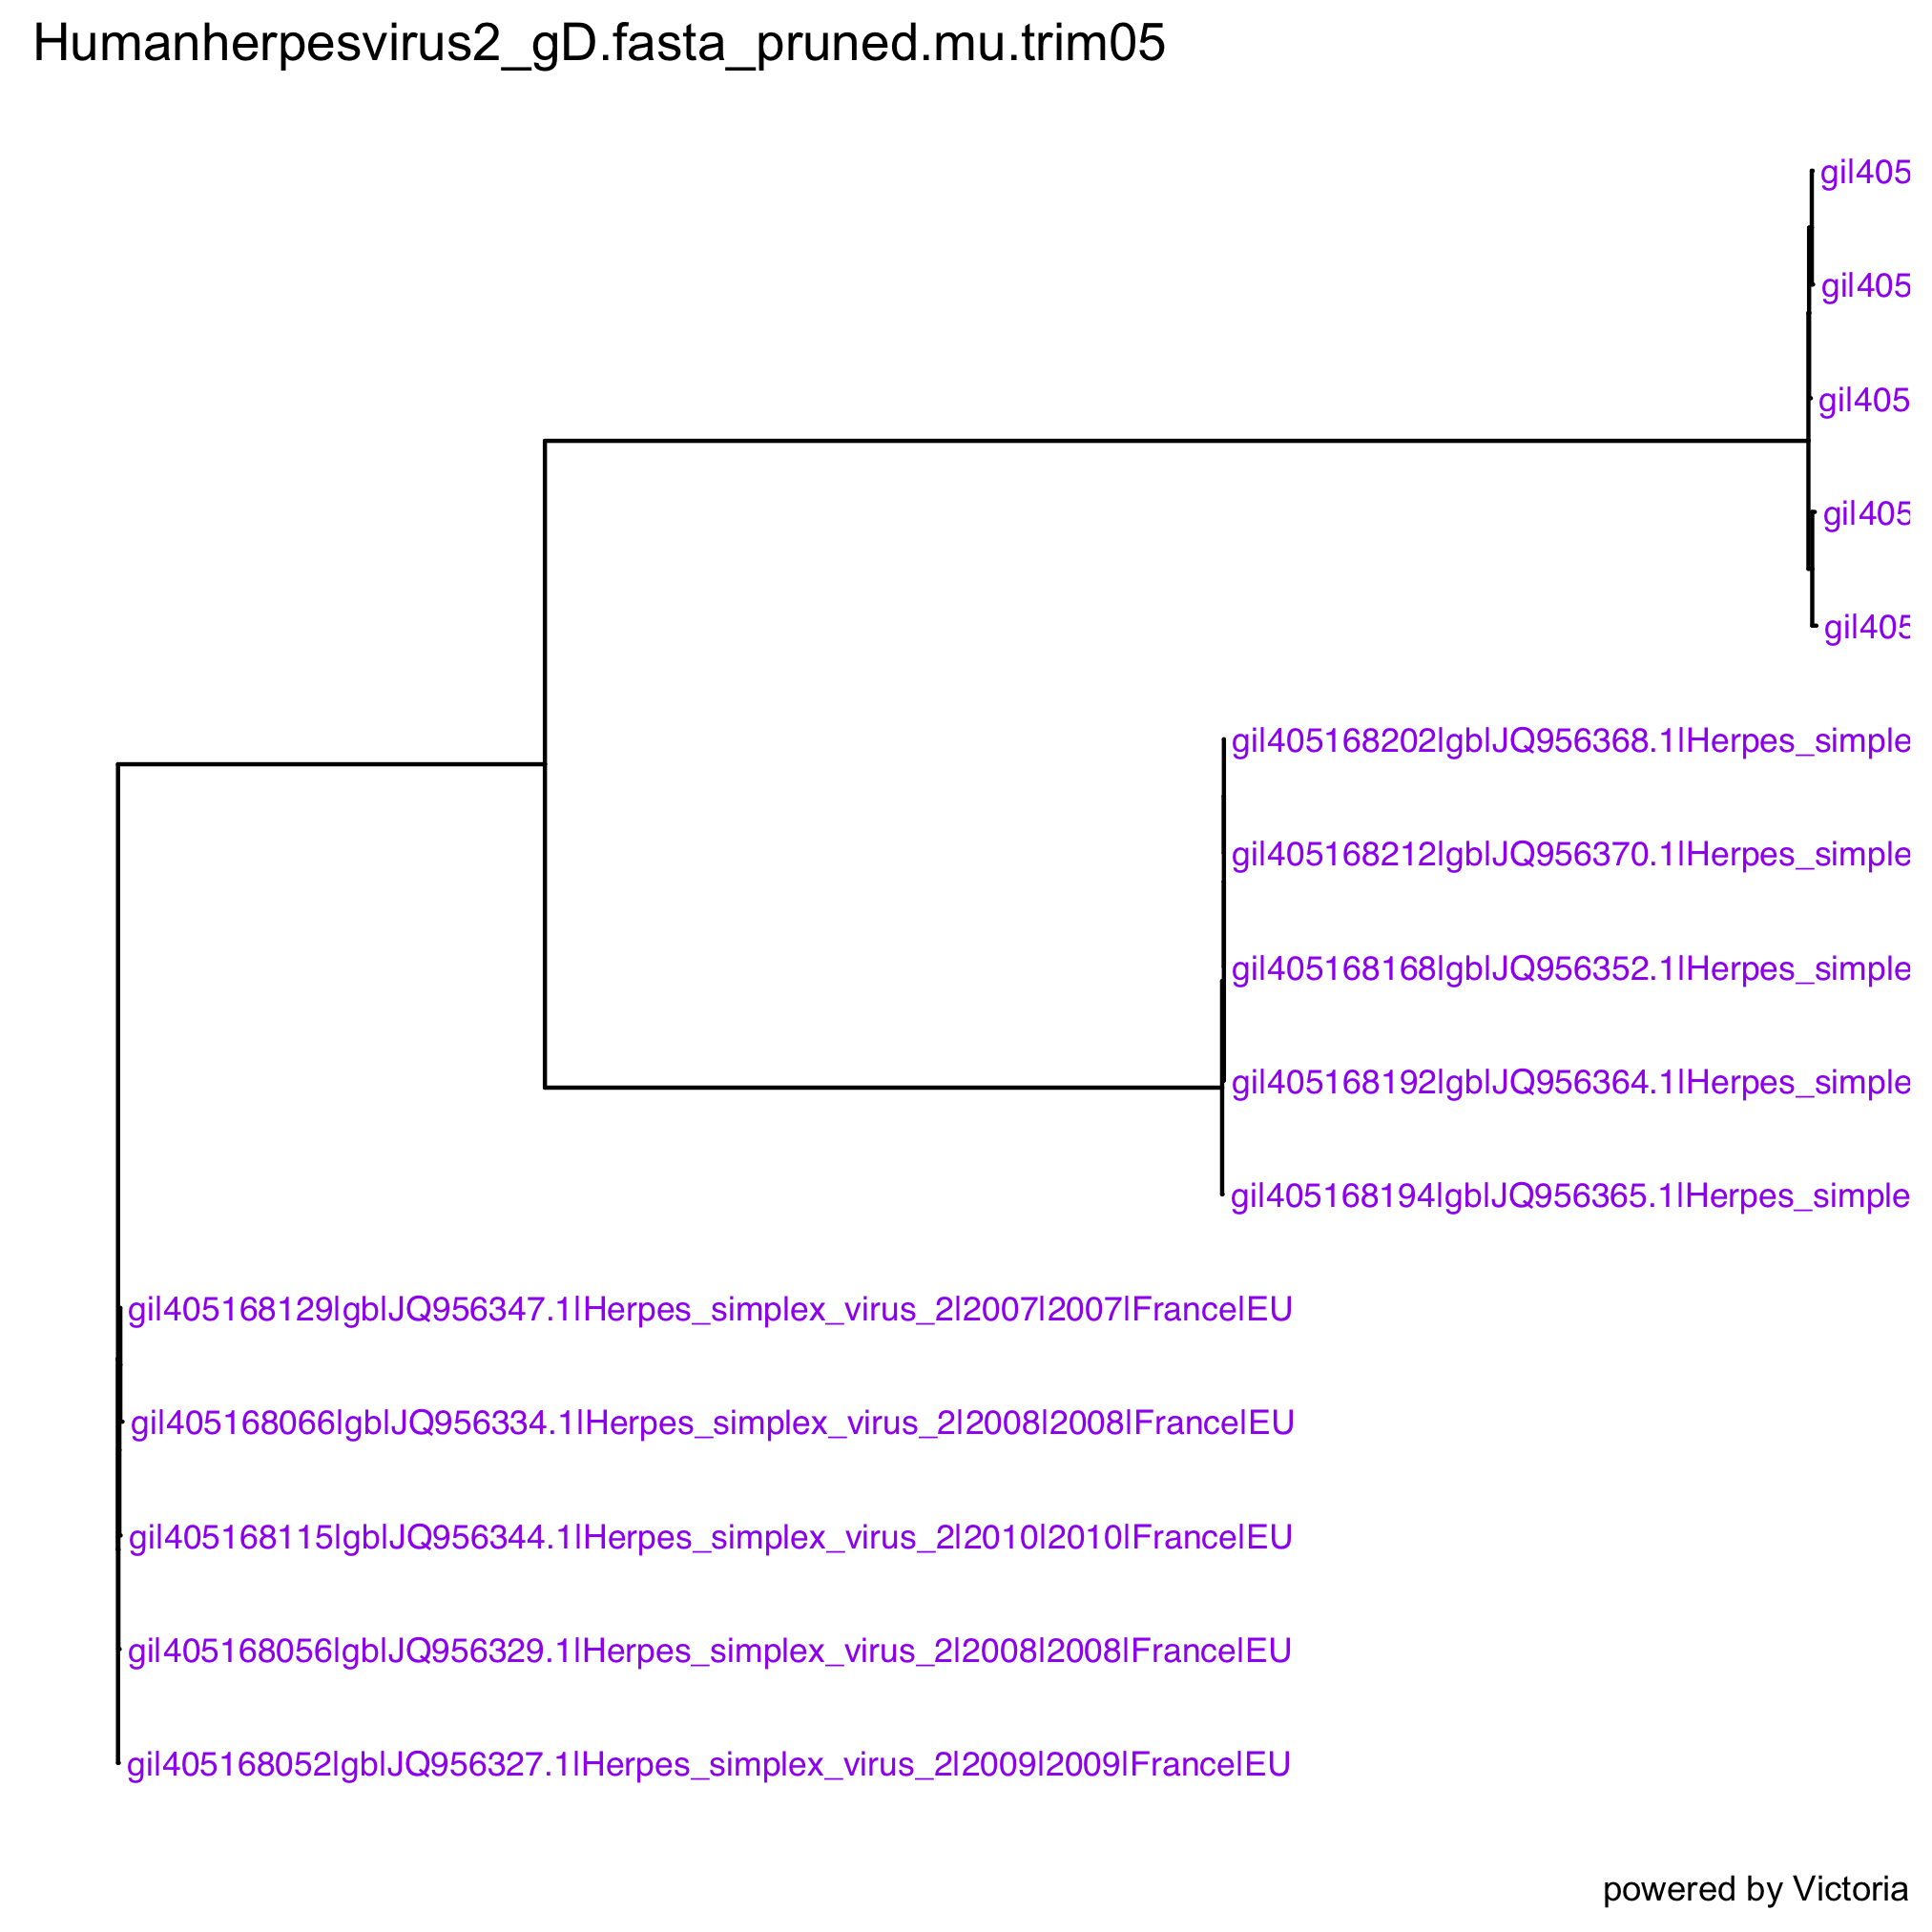 Humanherpesvirus2_gD.fasta_pruned.mu.trim05
gi|405
gi|405
gi|405
gi|405
gi|405
gi|405168202|gb|JQ956368.1|Herpes_simple
gi|405168212|gb|JQ956370.1|Herpes_simple
gi|405168168|gb|JQ956352.1|Herpes_simple
gi|405168192|gb|JQ956364.1|Herpes_simple
gi|405168194|gb|JQ956365.1|Herpes_simple
gi|405168129|gb|JQ956347.1|Herpes_simplex_virus_2|2007|2007|France|EU
gi|405168066|gb|JQ956334.1|Herpes_simplex_virus_2|2008|2008|France|EU
gi|405168115|gb|JQ956344.1|Herpes_simplex_virus_2|2010|2010|France|EU
gi|405168056|gb|JQ956329.1|Herpes_simplex_virus_2|2008|2008|France|EU
gi|405168052|gb|JQ956327.1|Herpes_simplex_virus_2|2009|2009|France|EU
powered by Victoria